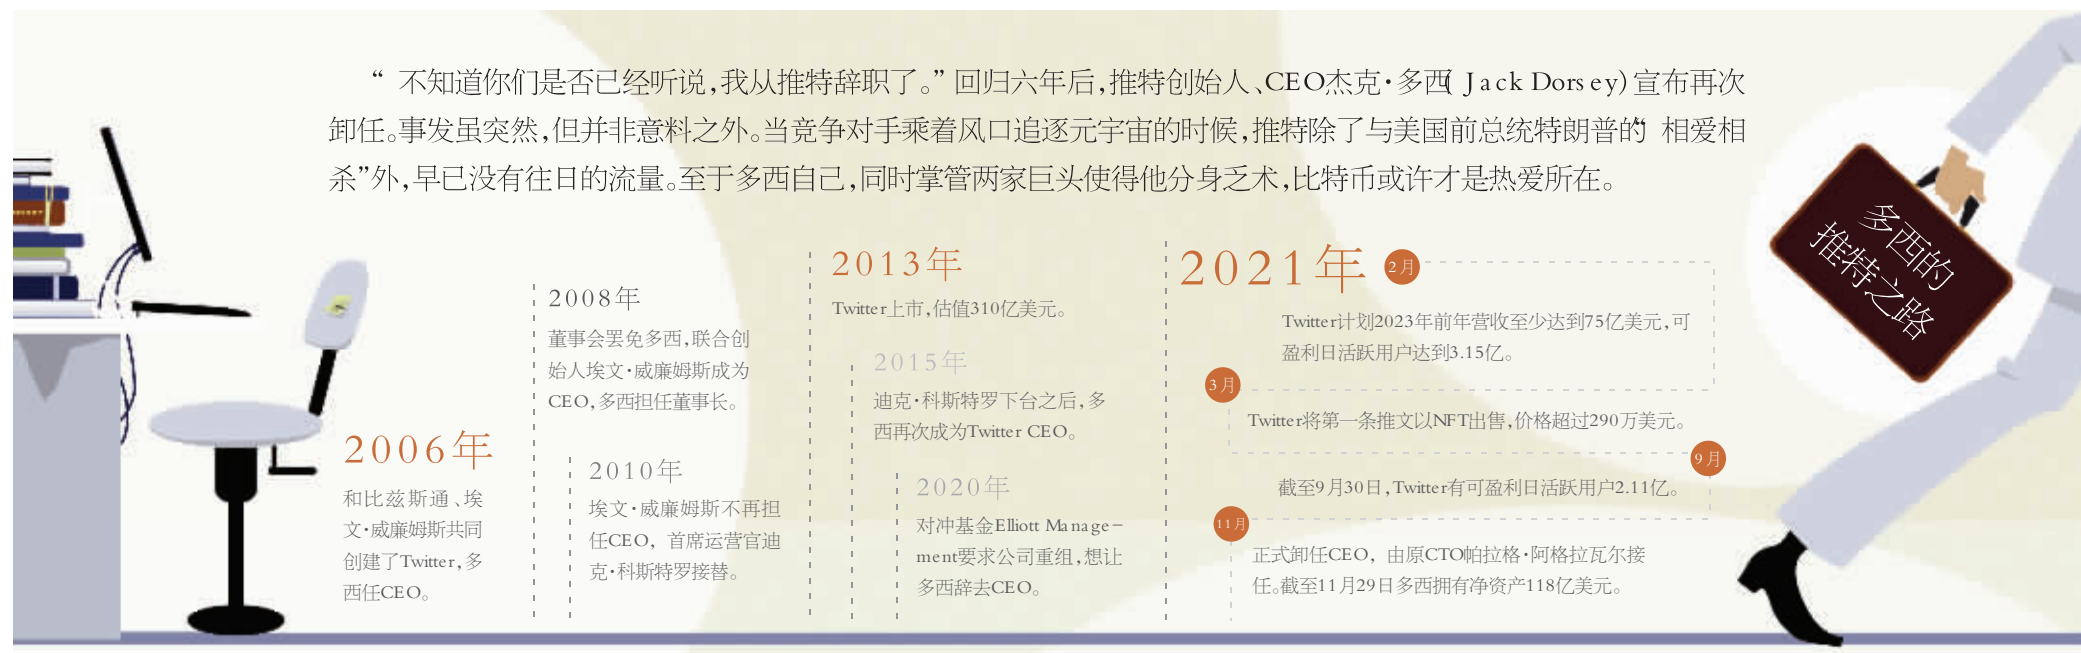 “不知道你们是否已经听说,我从推特辞职了。”回归六年后,推特创始人、CEO杰克·多西(Jack Dorsey)宣布再次
卸任。事发虽突然,但并非意料之外。当竞争对手乘着风口追逐元宇宙的时候,推特除了与美国前总统特朗普的“相爱相
杀”外,早已没有往日的流量。至于多西自己,同时掌管两家巨头使得他分身乏术,比特币或许才是热爱所在。
多西的
推特之路
2006年
和比兹斯通、埃
文·威廉姆斯共同
创建了Twitter,多
西任CEO。
2008年
董事会罢免多西,联合创
始人埃文·威廉姆斯成为
CEO,多西担任董事长。
2010年
埃文·威廉姆斯不再担
任CEO，首席运营官迪
克·科斯特罗接替。
2013年
Twitter上市,估值310亿美元。
2015年
迪克·科斯特罗下台之后,多
西再次成为Twitter CEO。
2020年
对冲基金Elliott Manage-
ment要求公司重组,想让
多西辞去CEO。
2021年
2月
Twitter计划2023年前年营收至少达到75亿美元,可
盈利日活跃用户达到3.15亿。
3月
Twitter将第一条推文以NFT出售,价格超过290万美元。
9月
截至9月30日,Twitter有可盈利日活跃用户2.11亿。
11月
正式卸任CEO，由原CTO帕拉格·阿格拉瓦尔接
任。截至11月29日多西拥有净资产118亿美元。